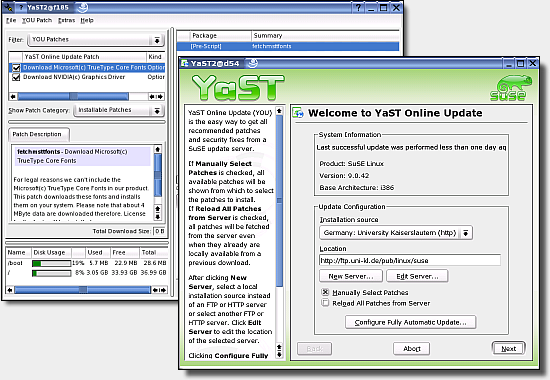 YaST2@f185
File YOU Patch Extras Help
Filter: YOU Patches
YaST Online Update Patch Kind
Download Microsoft(c) TrueType Core Fonts Option
Download NVIDIA(c) Graphics Driver Option
Show Patch Category: Installable Patches
Patch Description
fetchmsttfonts - Download Microsoft(c)
TrueType Core Fonts
For legal reasons we can't include the
Microsoft(c) TrueType Core Fonts in our product.
This patch downloads these fonts and installs
them on your system. Please note that about 4
MByte data are downloaded therefore. License
Total Download Size: 0
Name Disk Usage Used Free Total
/boot 19% 5.7 MB 22.9 MB 28.6 MB
/ 8% 3.05 GB 33.93 GB 36.99 GB
Package Summary
[Pre-Script] fetchmsttfonts
YaST2@d54
YaST
SUSE
YaST Online Update (YOU)
is the easy way to get all
recommended patches
and security fixes from a
SuSE update server.
If Manually Select
Patches is checked, all
available patches will be
shown from which to select
the patches to install.
If Reload All Patches
from Server is checked,
all patches will be fetched
from the server even
when they are already
locally available from a
previous download.
After clicking New
Server, select a local
installation source instead
of an FTP or HTTP server
or select another FTP or
HTTP server. Click Edit
Server to edit the location
of the selected server.
Clicking Configure Fully
Welcome to YaST Online Update
System Information
Last successful update was performed less than one day ag
Product: SuSE Linux
Version: 9.0.42
Base Architecture: i386
Update Configuration
Installation source
Germany: University Kaiserslautern (http)
Location
http://ftp.uni-kl.de/pub/linux/suse
New Server... Edit Server...
Manually Select Patches
Reload All Patches from Server
Configure Fully Automatic Update...
Back Abort Next